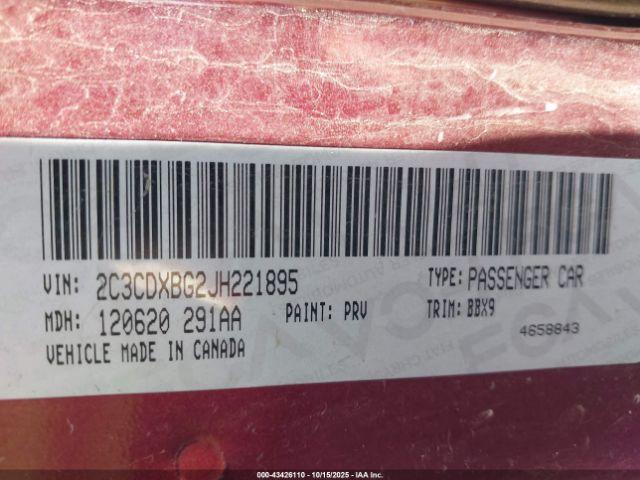 VIN: 2C3CDXBG2JH221895 TYPE: PASSENGER CAR
MDH: 120620 291AA PAINT: PRV TRIM: BBX9
4658843
VEHICLE MADE IN CANADA
000-43426110 - 10/15/2025 - IAAI, Inc.